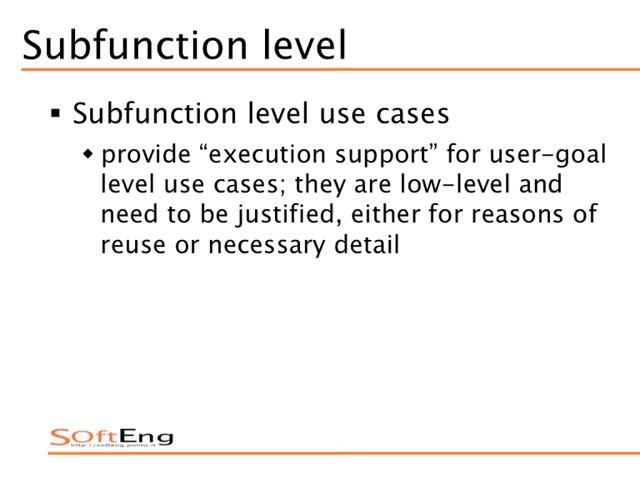 Subfunction level
▪ Subfunction level use cases
◆ provide “execution support” for user-goal
level use cases; they are low-level and
need to be justified, either for reasons of
reuse or necessary detail
SOftEng
http://softeng.polito.it